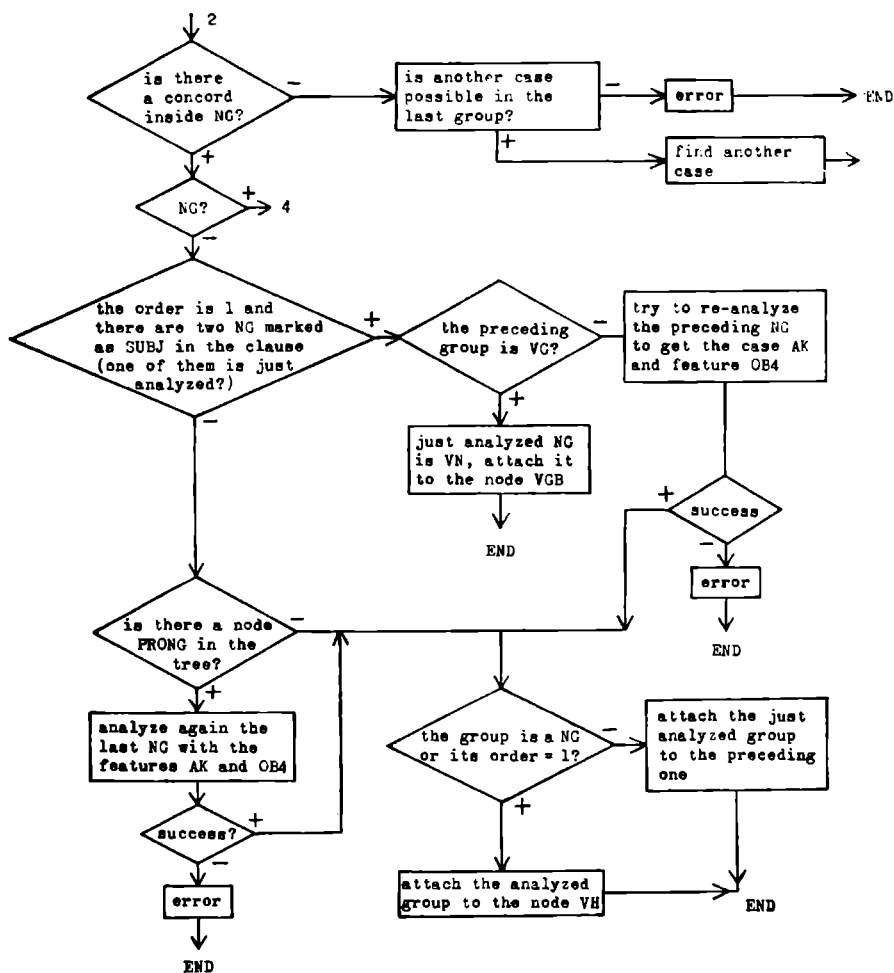 2
is there
a concord
inside NG?
−
is another case
possible in the
last group?
−
error
END
+
find another
case
+
NG?
+
4
−
the order is 1 and
there are two NG marked
as SUBJ in the clause
(one of them is just
analyzed?)
+
the preceding
group is VG?
−
try to re-analyze
the preceding NG
to get the case AK
and feature OB4
−
+
just analyzed NG
is VN, attach it
to the node VGB
END
+
success
−
error
END
is there a node
PRONG in the
tree?
−
+
analyze again the
last NG with the
features AK and OB4
success?
+
−
error
END
the group is a NG
or its order = 1?
−
attach the just
analyzed group
to the preceding
one
+
attach the analyzed
group to the node VH
END